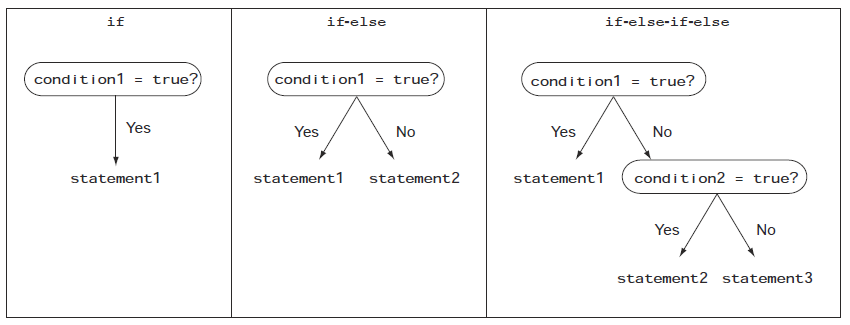 if
condition1 = true?
Yes
statement1
if-else
condition1 = true?
Yes
No
statement1
statement2
if-else-if-else
condition1 = true?
Yes
No
statement1
condition2 = true?
Yes
No
statement2
statement3